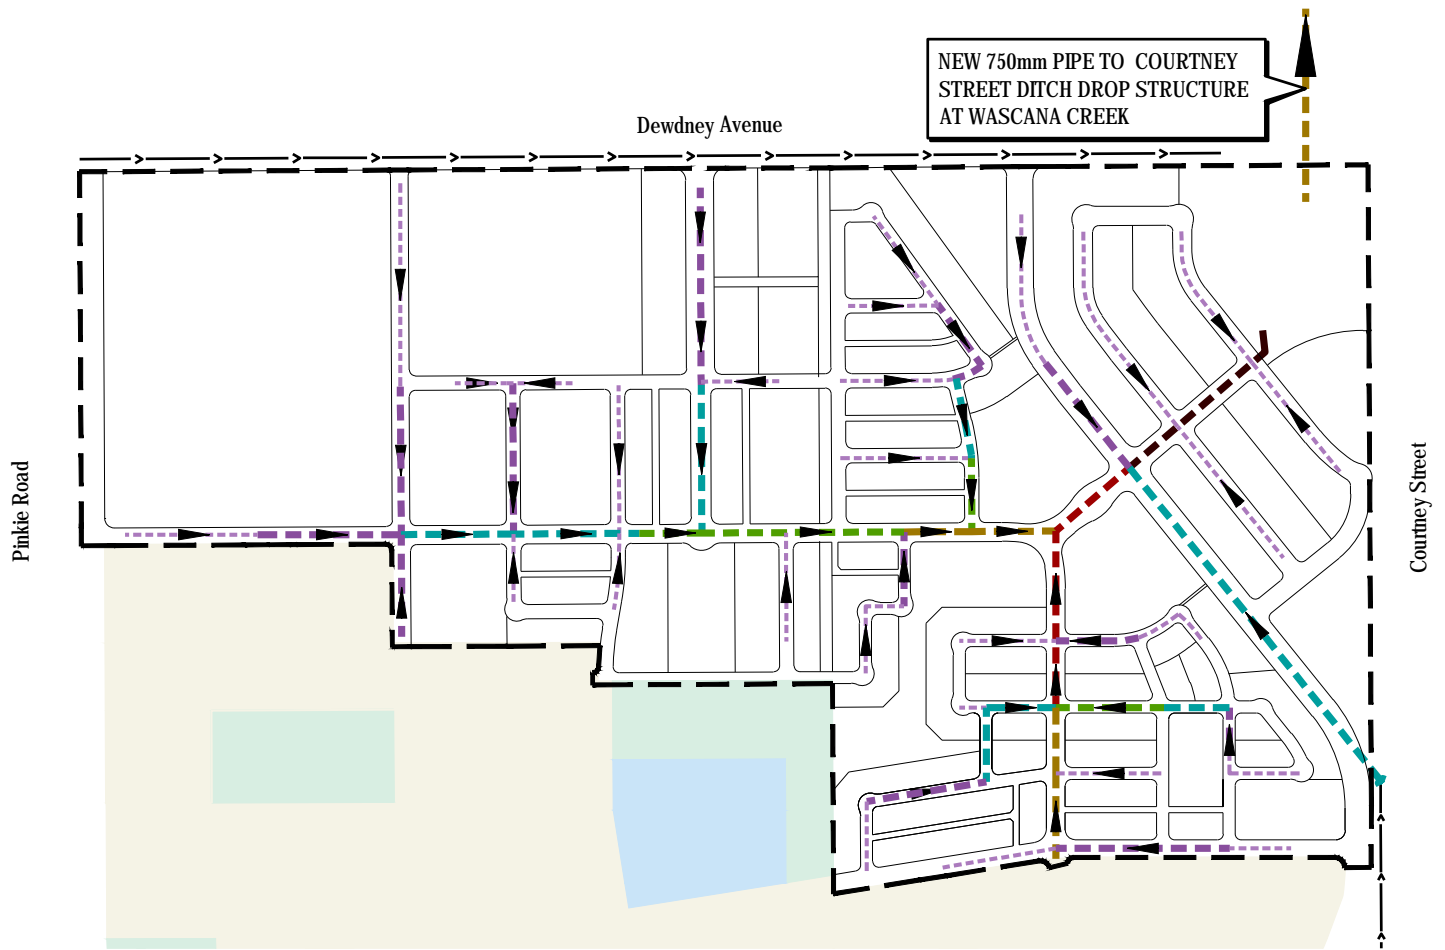 NEW 750mm PIPE TO COURTNEY
STREET DITCH DROP STRUCTURE
AT WASCANA CREEK
Dewdney Avenue
Pinkie Road
Courtney Street